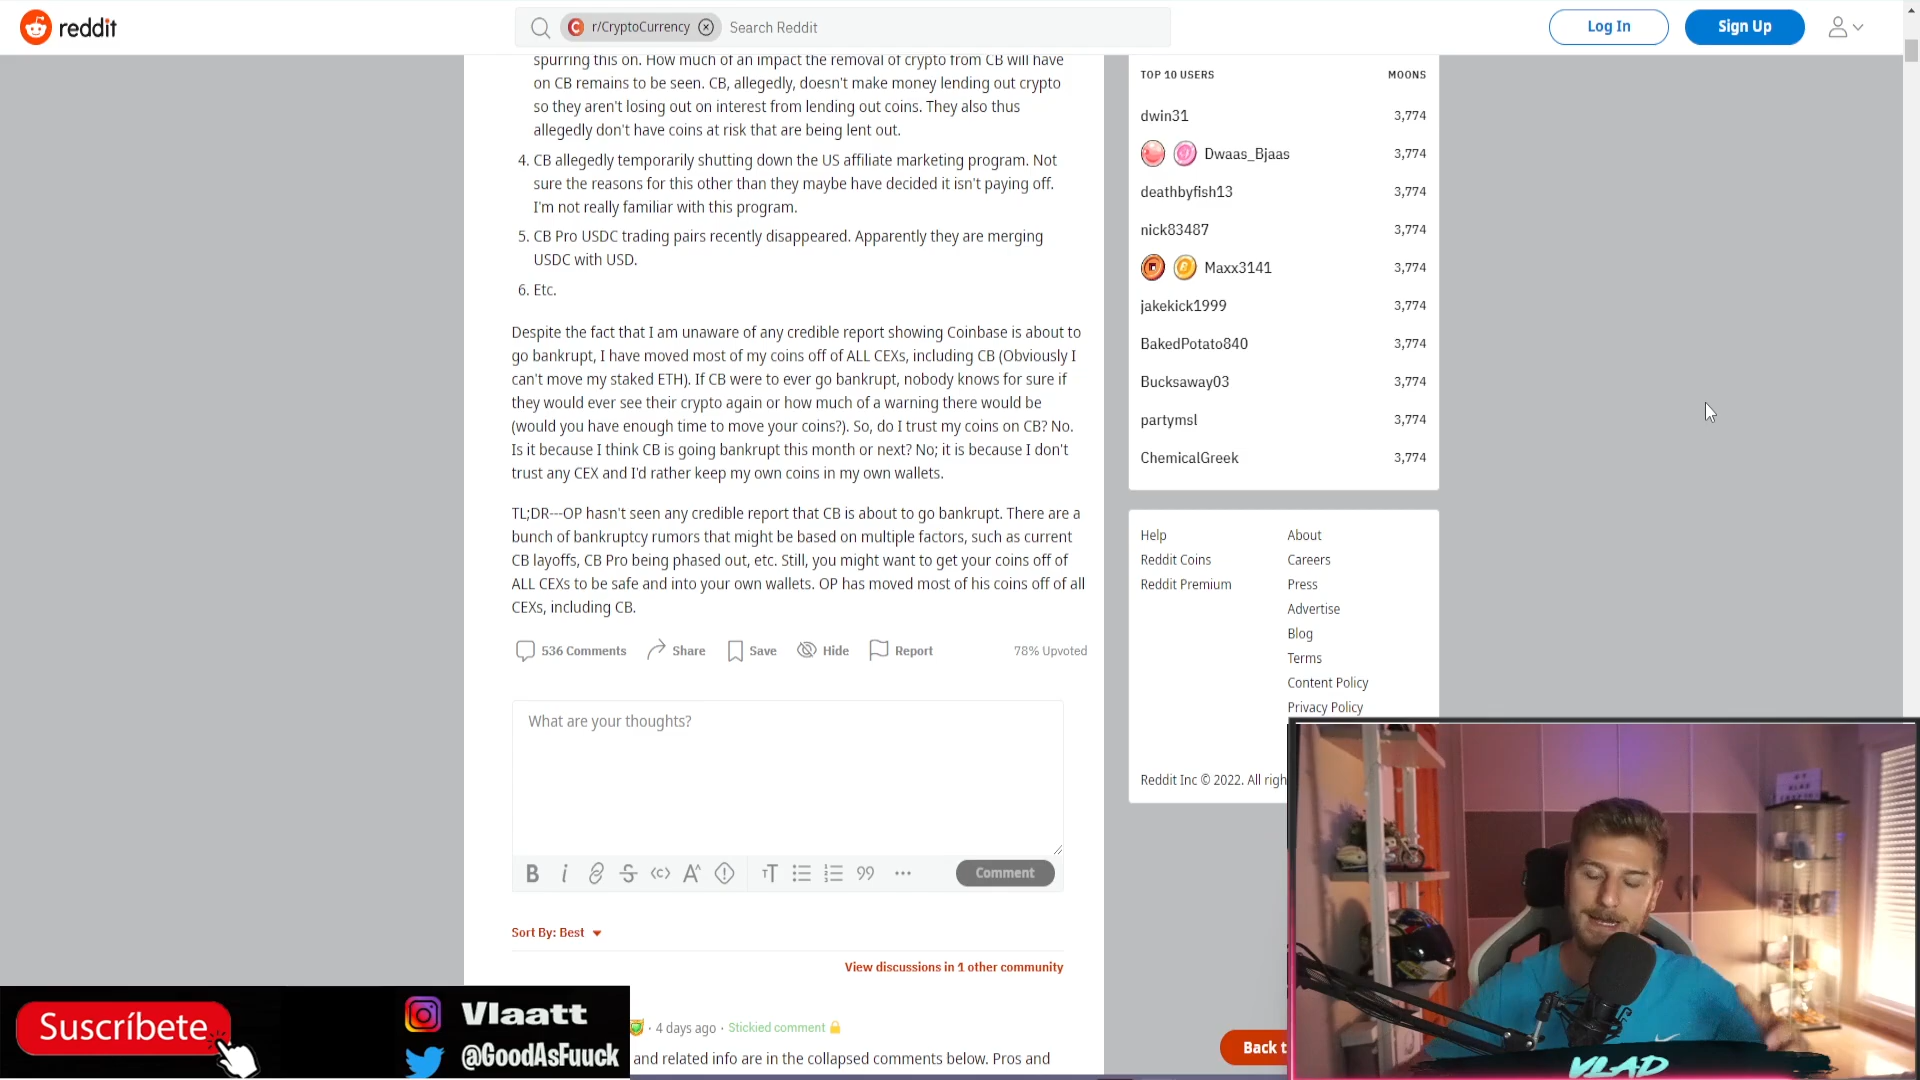 reddit
r/CryptoCurrency
Search Reddit
Log In
Sign Up
spurring this on. How much of an impact the removal of crypto from CB will have
on CB remains to be seen. CB, allegedly, doesn't make money lending out crypto
so they aren't losing out on interest from lending out coins. They also thus
allegedly don't have coins at risk that are being lent out.
4. CB allegedly temporarily shutting down the US affiliate marketing program. Not
sure the reasons for this other than they maybe have decided it isn't paying off.
I'm not really familiar with this program.
5. CB Pro USDC trading pairs recently disappeared. Apparently they are merging
USDC with USD.
6. Etc.
Despite the fact that I am unaware of any credible report showing Coinbase is about to
go bankrupt, I have moved most of my coins off of ALL CEXs, including CB (Obviously I
can't move my staked ETH). If CB were to ever go bankrupt, nobody knows for sure if
they would ever see their crypto again or how much of a warning there would be
(would you have enough time to move your coins?). So, do I trust my coins on CB? No.
Is it because I think CB is going bankrupt this month or next? No; it is because I don't
trust any CEX and I'd rather keep my own coins in my own wallets.
TL;DR---OP hasn't seen any credible report that CB is about to go bankrupt. There are a
bunch of bankruptcy rumors that might be based on multiple factors, such as current
CB layoffs, CB Pro being phased out, etc. Still, you might want to get your coins off of
ALL CEXs to be safe and into your own wallets. OP has moved most of his coins off of all
CEXs, including CB.
536 Comments Share Save Hide Report 78% Upvoted
What are your thoughts?
Comment
Sort By: Best
View discussions in 1 other community
· 4 days ago · Stickied comment
and related info are in the collapsed comments below. Pros and
TOP 10 USERS MOONS
dwin31 3,774
Dwaas_Bjaas 3,774
deathbyfish13 3,774
nick83487 3,774
Maxx3141 3,774
jakekick1999 3,774
BakedPotato840 3,774
Bucksaway03 3,774
partymsl 3,774
ChemicalGreek 3,774
Help About
Reddit Coins Careers
Reddit Premium Press
Advertise
Blog
Terms
Content Policy
Privacy Policy
Reddit Inc © 2022. All righ
Back t
Suscríbete
Vlaatt
@GoodAsFuuck
VLAD